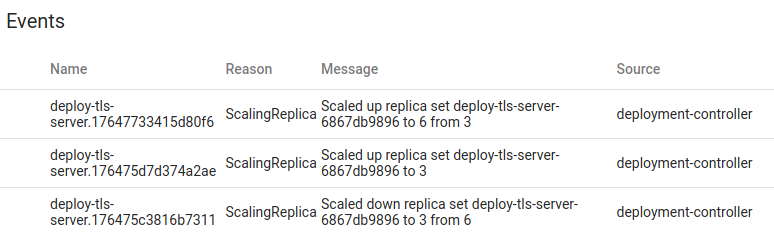 Events
Name Reason Message Source
deploy-tls-
server.17647733415d80f6
ScalingReplica
Scaled up replica set deploy-tls-server-
6867db9896 to 6 from 3
deployment-controller
deploy-tls-
server.176475d7d374a2ae
ScalingReplica
Scaled up replica set deploy-tls-server-
6867db9896 to 3
deployment-controller
deploy-tls-
server.176475c3816b7311
ScalingReplica
Scaled down replica set deploy-tls-server-
6867db9896 to 3 from 6
deployment-controller